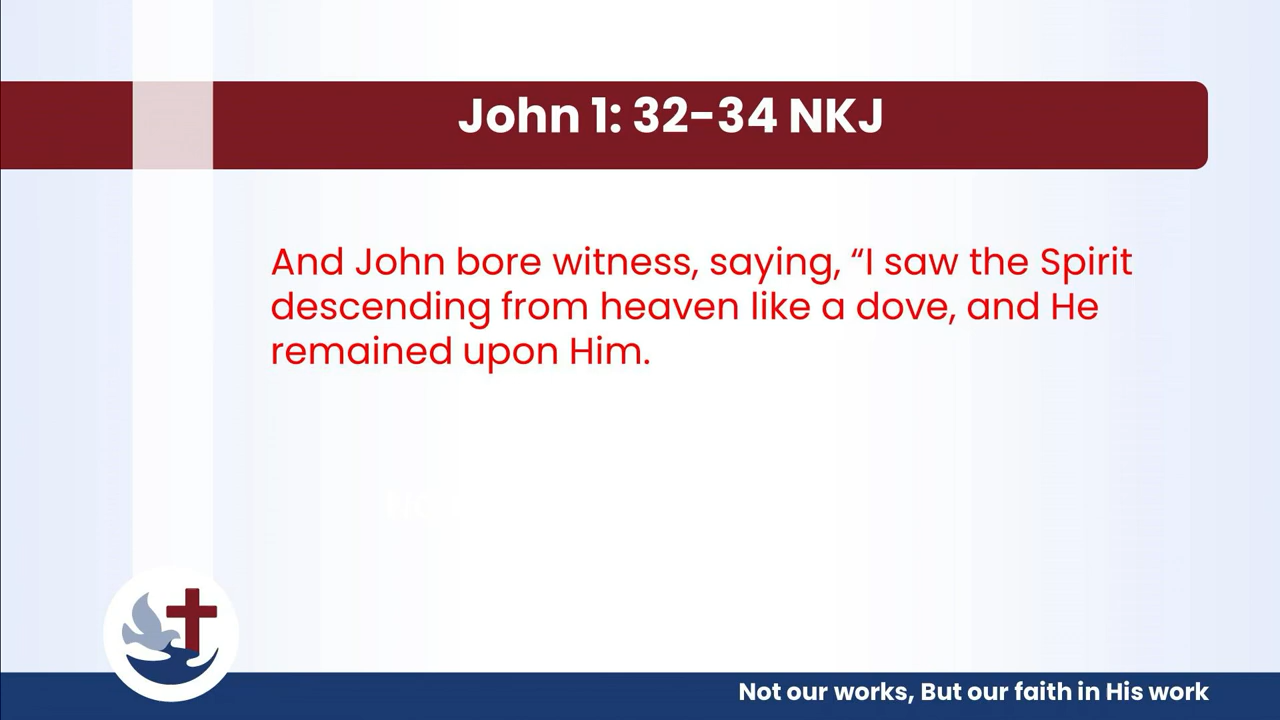 John 1: 32-34 NKJ
And John bore witness, saying, “I saw the Spirit
descending from heaven like a dove, and He
remained upon Him.
Not our works, But our faith in His work